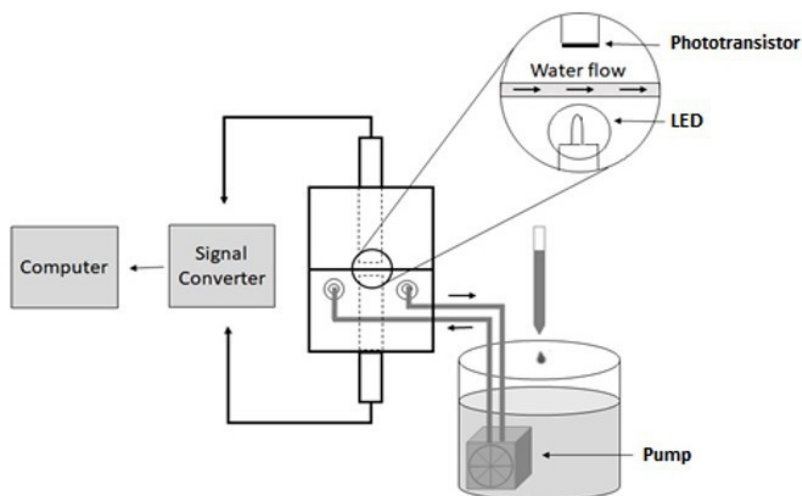 Phototransistor
Water flow
LED
Computer
Signal
Converter
Pump